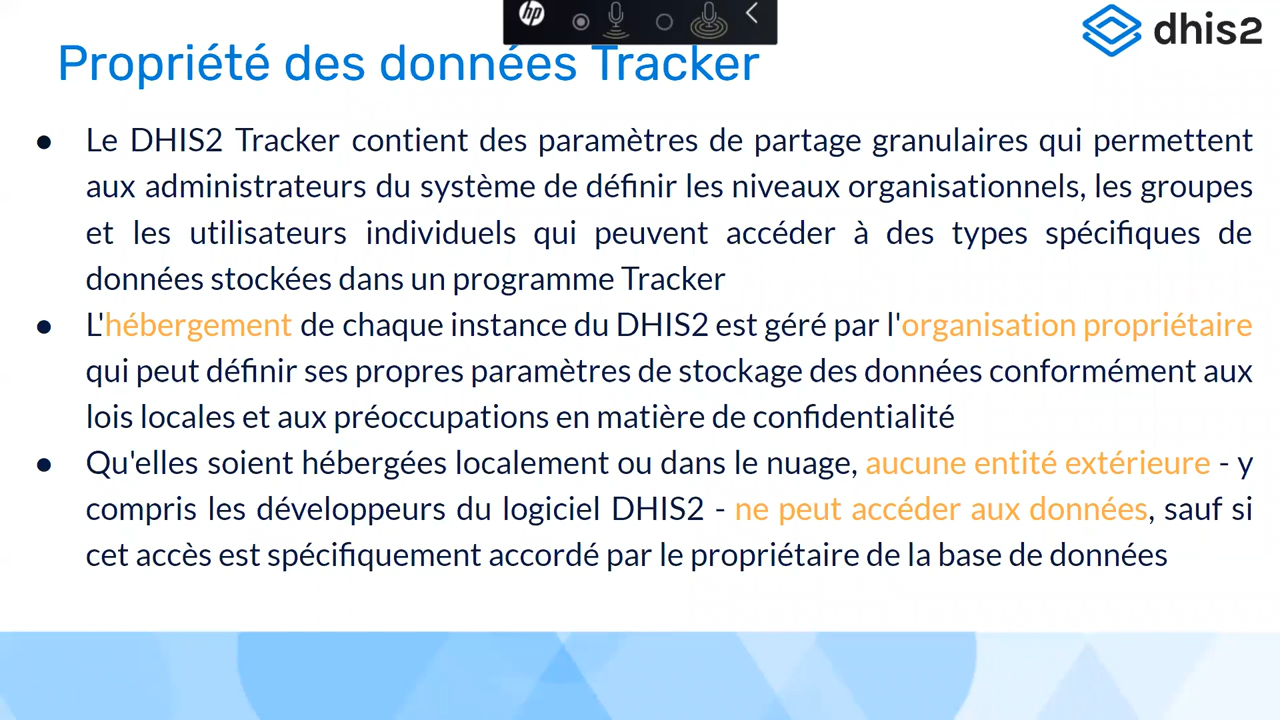 hp
dhis2
Propriété des données Tracker
● Le DHIS2 Tracker contient des paramètres de partage granulaires qui permettent
aux administrateurs du système de définir les niveaux organisationnels, les groupes
et les utilisateurs individuels qui peuvent accéder à des types spécifiques de
données stockées dans un programme Tracker
● L'hébergement de chaque instance du DHIS2 est géré par l'organisation propriétaire
qui peut définir ses propres paramètres de stockage des données conformément aux
lois locales et aux préoccupations en matière de confidentialité
● Qu'elles soient hébergées localement ou dans le nuage, aucune entité extérieure - y
compris les développeurs du logiciel DHIS2 - ne peut accéder aux données, sauf si
cet accès est spécifiquement accordé par le propriétaire de la base de données